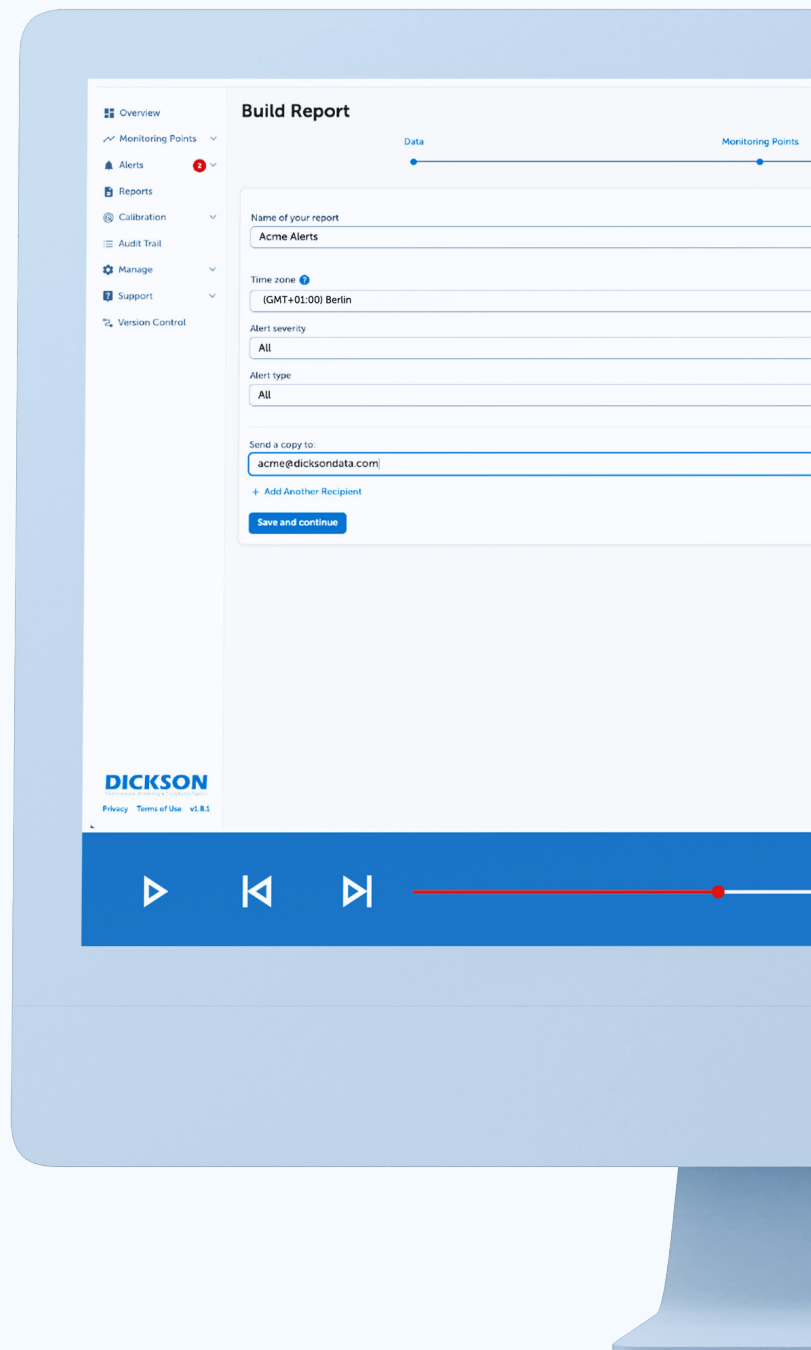 Overview
Monitoring Points
Alerts 2
Reports
Calibration
Audit Trail
Manage
Support
Version Control
DICKSON
Privacy Terms of Use v1.8.1
Build Report
Data Monitoring Points
Name of your report
Acme Alerts
Time zone ?
(GMT+01:00) Berlin
Alert severity
All
Alert type
All
Send a copy to:
acme@dicksondata.com
+ Add Another Recipient
Save and continue